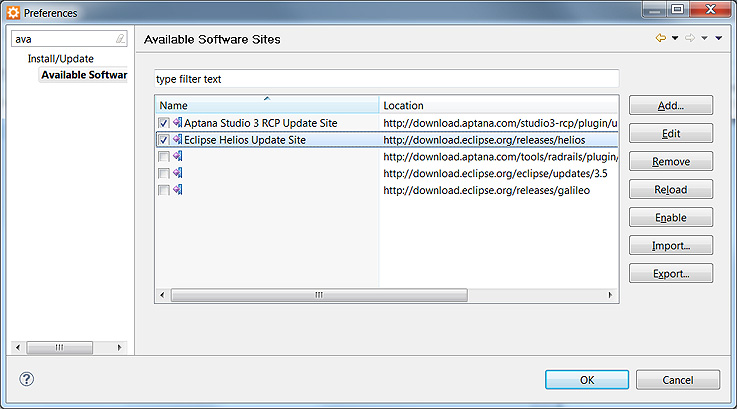 Preferences
ava
Install/Update
Available Softwar
Available Software Sites
type filter text
Name Location
Aptana Studio 3 RCP Update Site http://download.aptana.com/studio3-rcp/plugin/u
Eclipse Helios Update Site http://download.eclipse.org/releases/helios
http://download.aptana.com/tools/radrails/plugin/
http://download.eclipse.org/eclipse/updates/3.5
http://download.eclipse.org/releases/galileo
Add...
Edit
Remove
Reload
Enable
Import...
Export...
?
OK Cancel